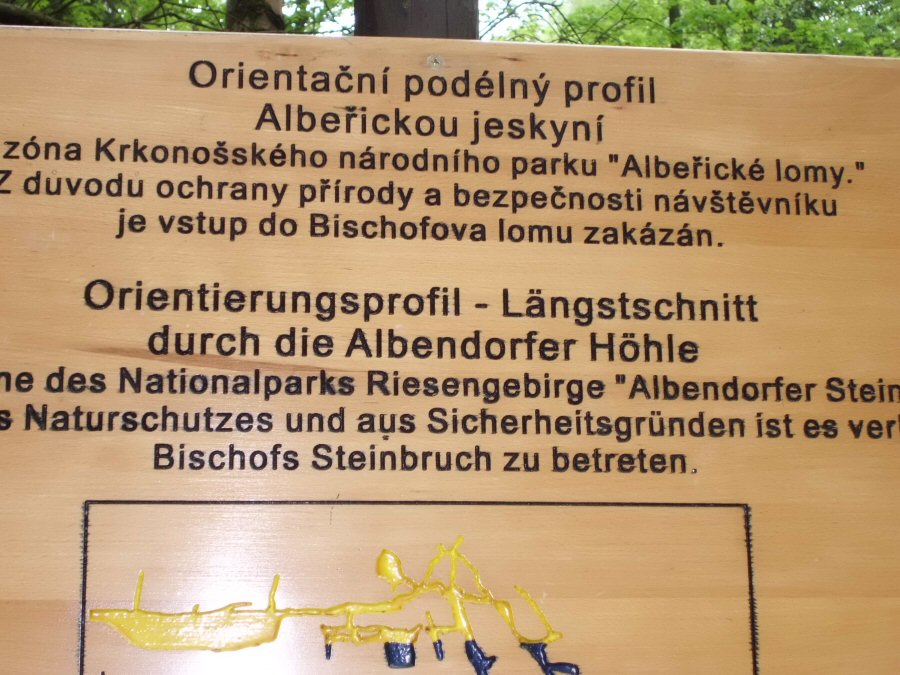 Orientační podélný profil
Albeřickou jeskyní
zóna Krkonošského národního parku "Albeřické lomy."
Z duvodu ochrany přírody a bezpečnosti návštěvníku
je vstup do Bischofova lomu zakázán.
Orientierungsprofil - Längstschnitt
durch die Albendorfer Höhle
des Nationalparks Riesengebirge "Albendorfer
Naturschutzes und aus Sicherheitsgründen ist es
Bischofs Steinbruch zu betreten.